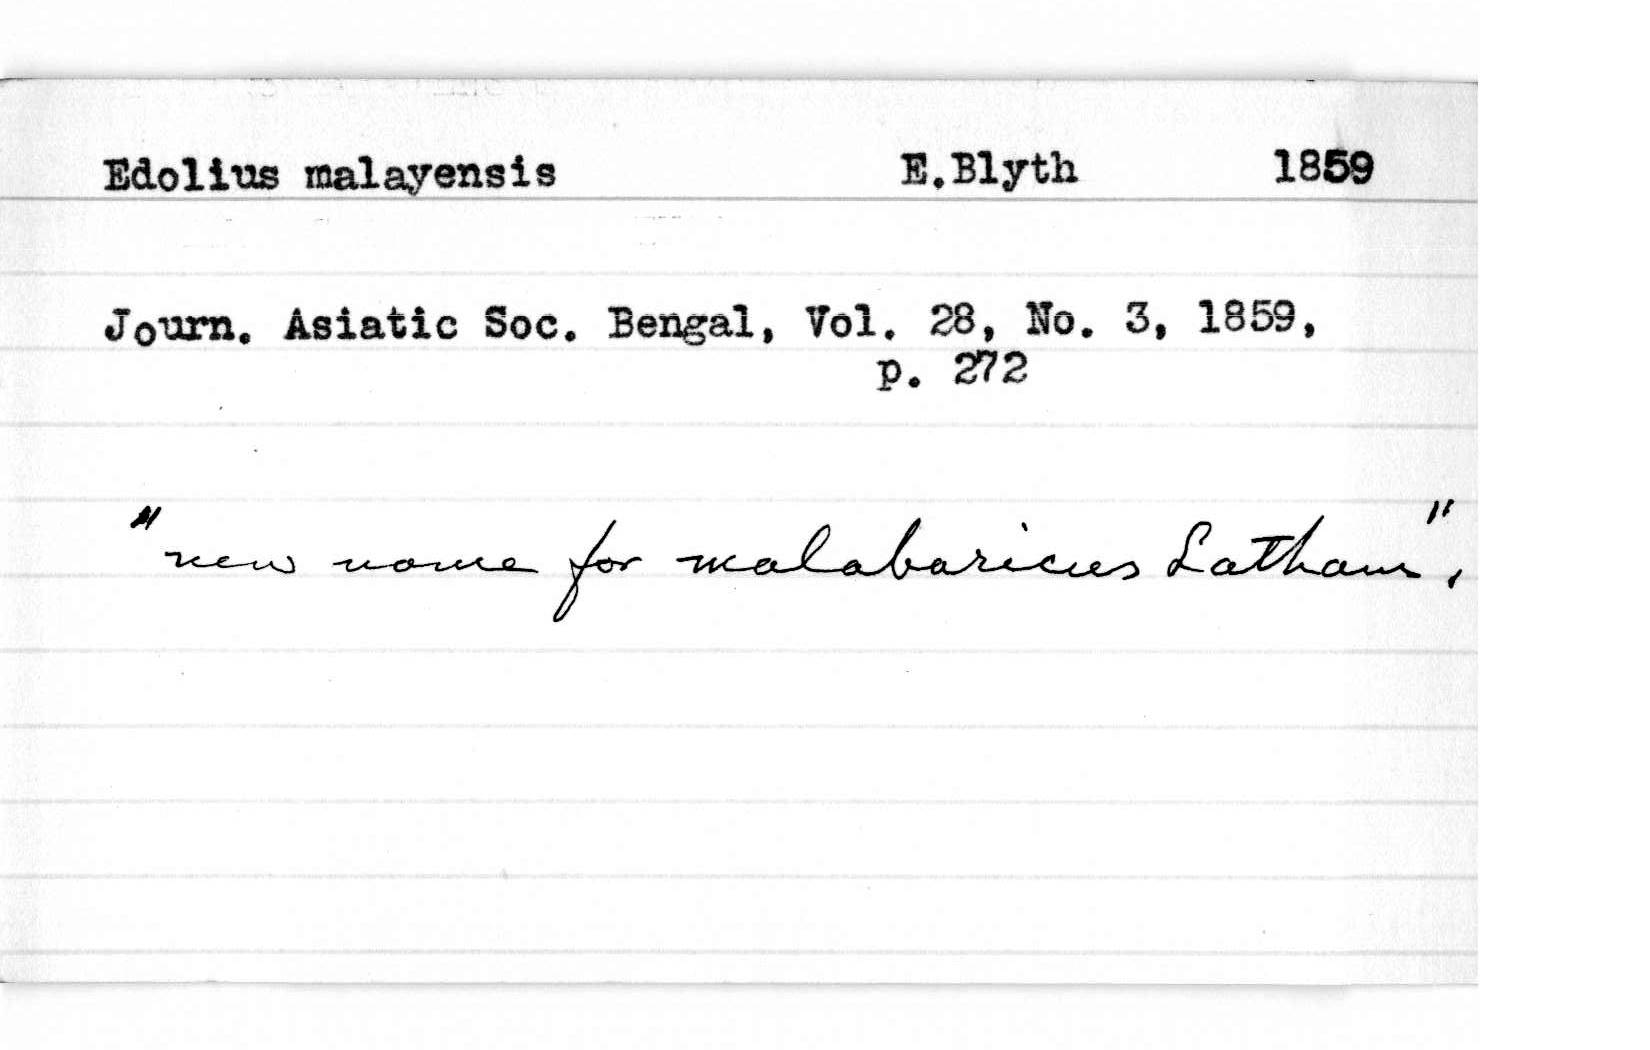 Edolius malayensis E.Blyth 1859
Journ. Asiatic Soc. Bengal, Vol. 28, No. 3, 1859,
p. 272
"new name for malabaricus Latham",